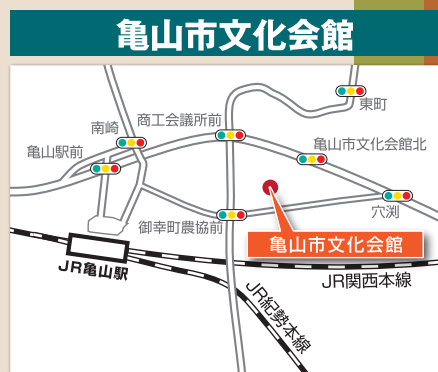 亀山市文化会館
東町
商工会議所前
南崎
亀山市文化会館北
亀山駅前
穴渕
御幸町農協前
亀山市文化会館
JR亀山駅
JR関西本線
JR紀勢本線